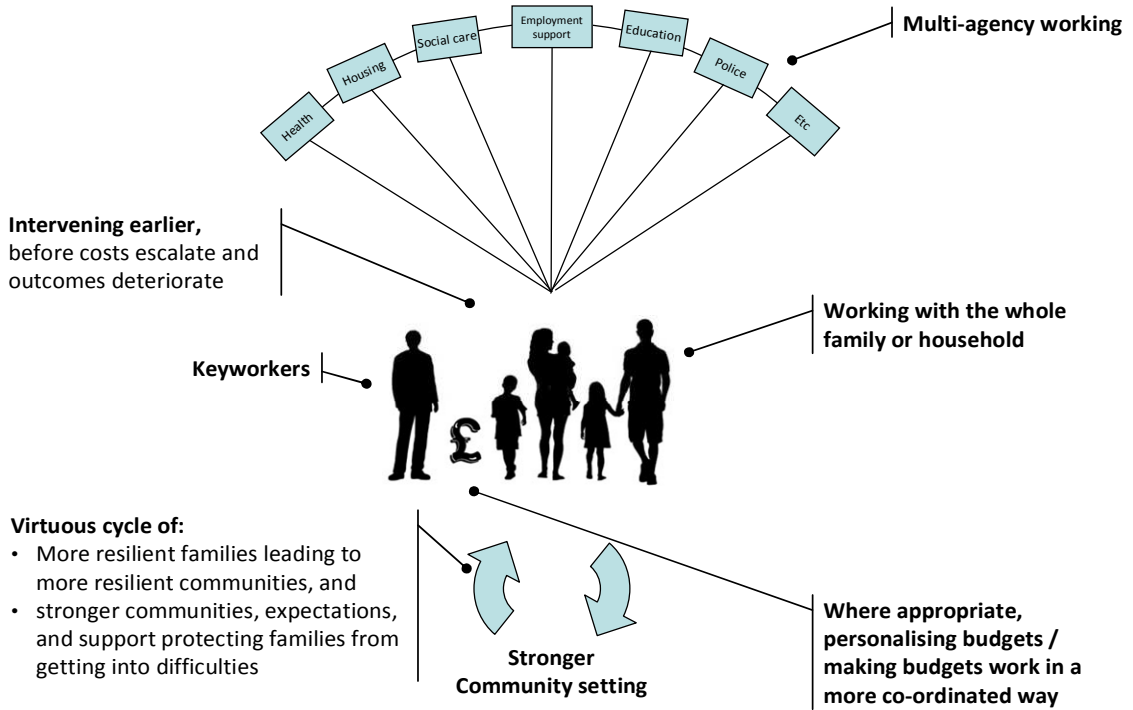 Employment
support
Social care
Education
Housing
Police
Health
Etc
Multi-agency working
Intervening earlier,
before costs escalate and
outcomes deteriorate
Working with the whole
family or household
Keyworkers
£
Virtuous cycle of:
• More resilient families leading to
more resilient communities, and
• stronger communities, expectations,
and support protecting families from
getting into difficulties
Stronger
Community setting
Where appropriate,
personalising budgets /
making budgets work in a
more co-ordinated way